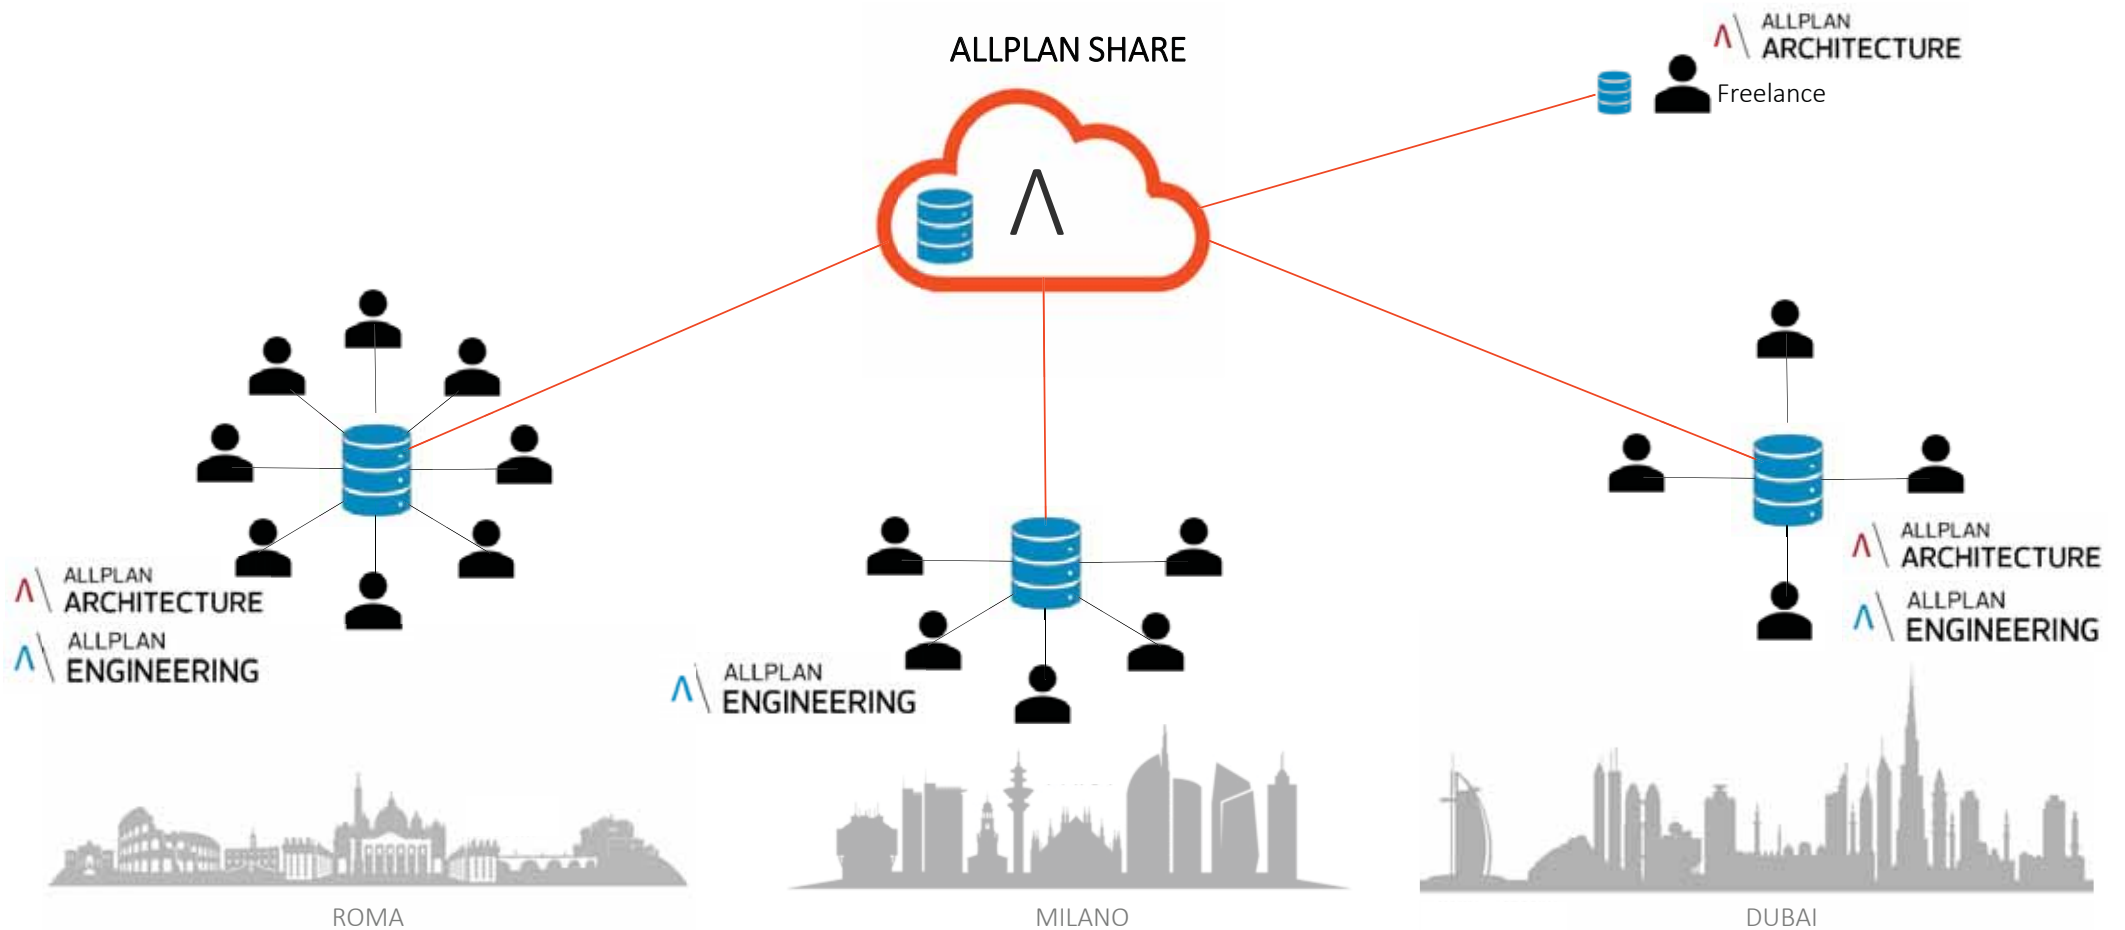 ALLPLAN SHARE
ALLPLAN
ARCHITECTURE
Freelance
ALLPLAN
ARCHITECTURE
ALLPLAN
ENGINEERING
ALLPLAN
ENGINEERING
ALLPLAN
ARCHITECTURE
ALLPLAN
ENGINEERING
ROMA
MILANO
DUBAI